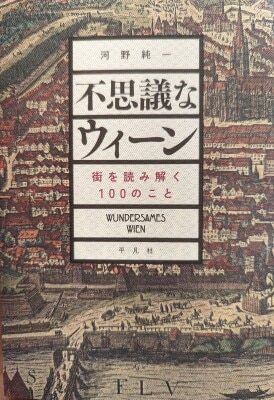 河野純一
不思議な
ウィーン
街を読み解く
100のこと
WUNDERSAMES
WIEN
平凡社
S FLV